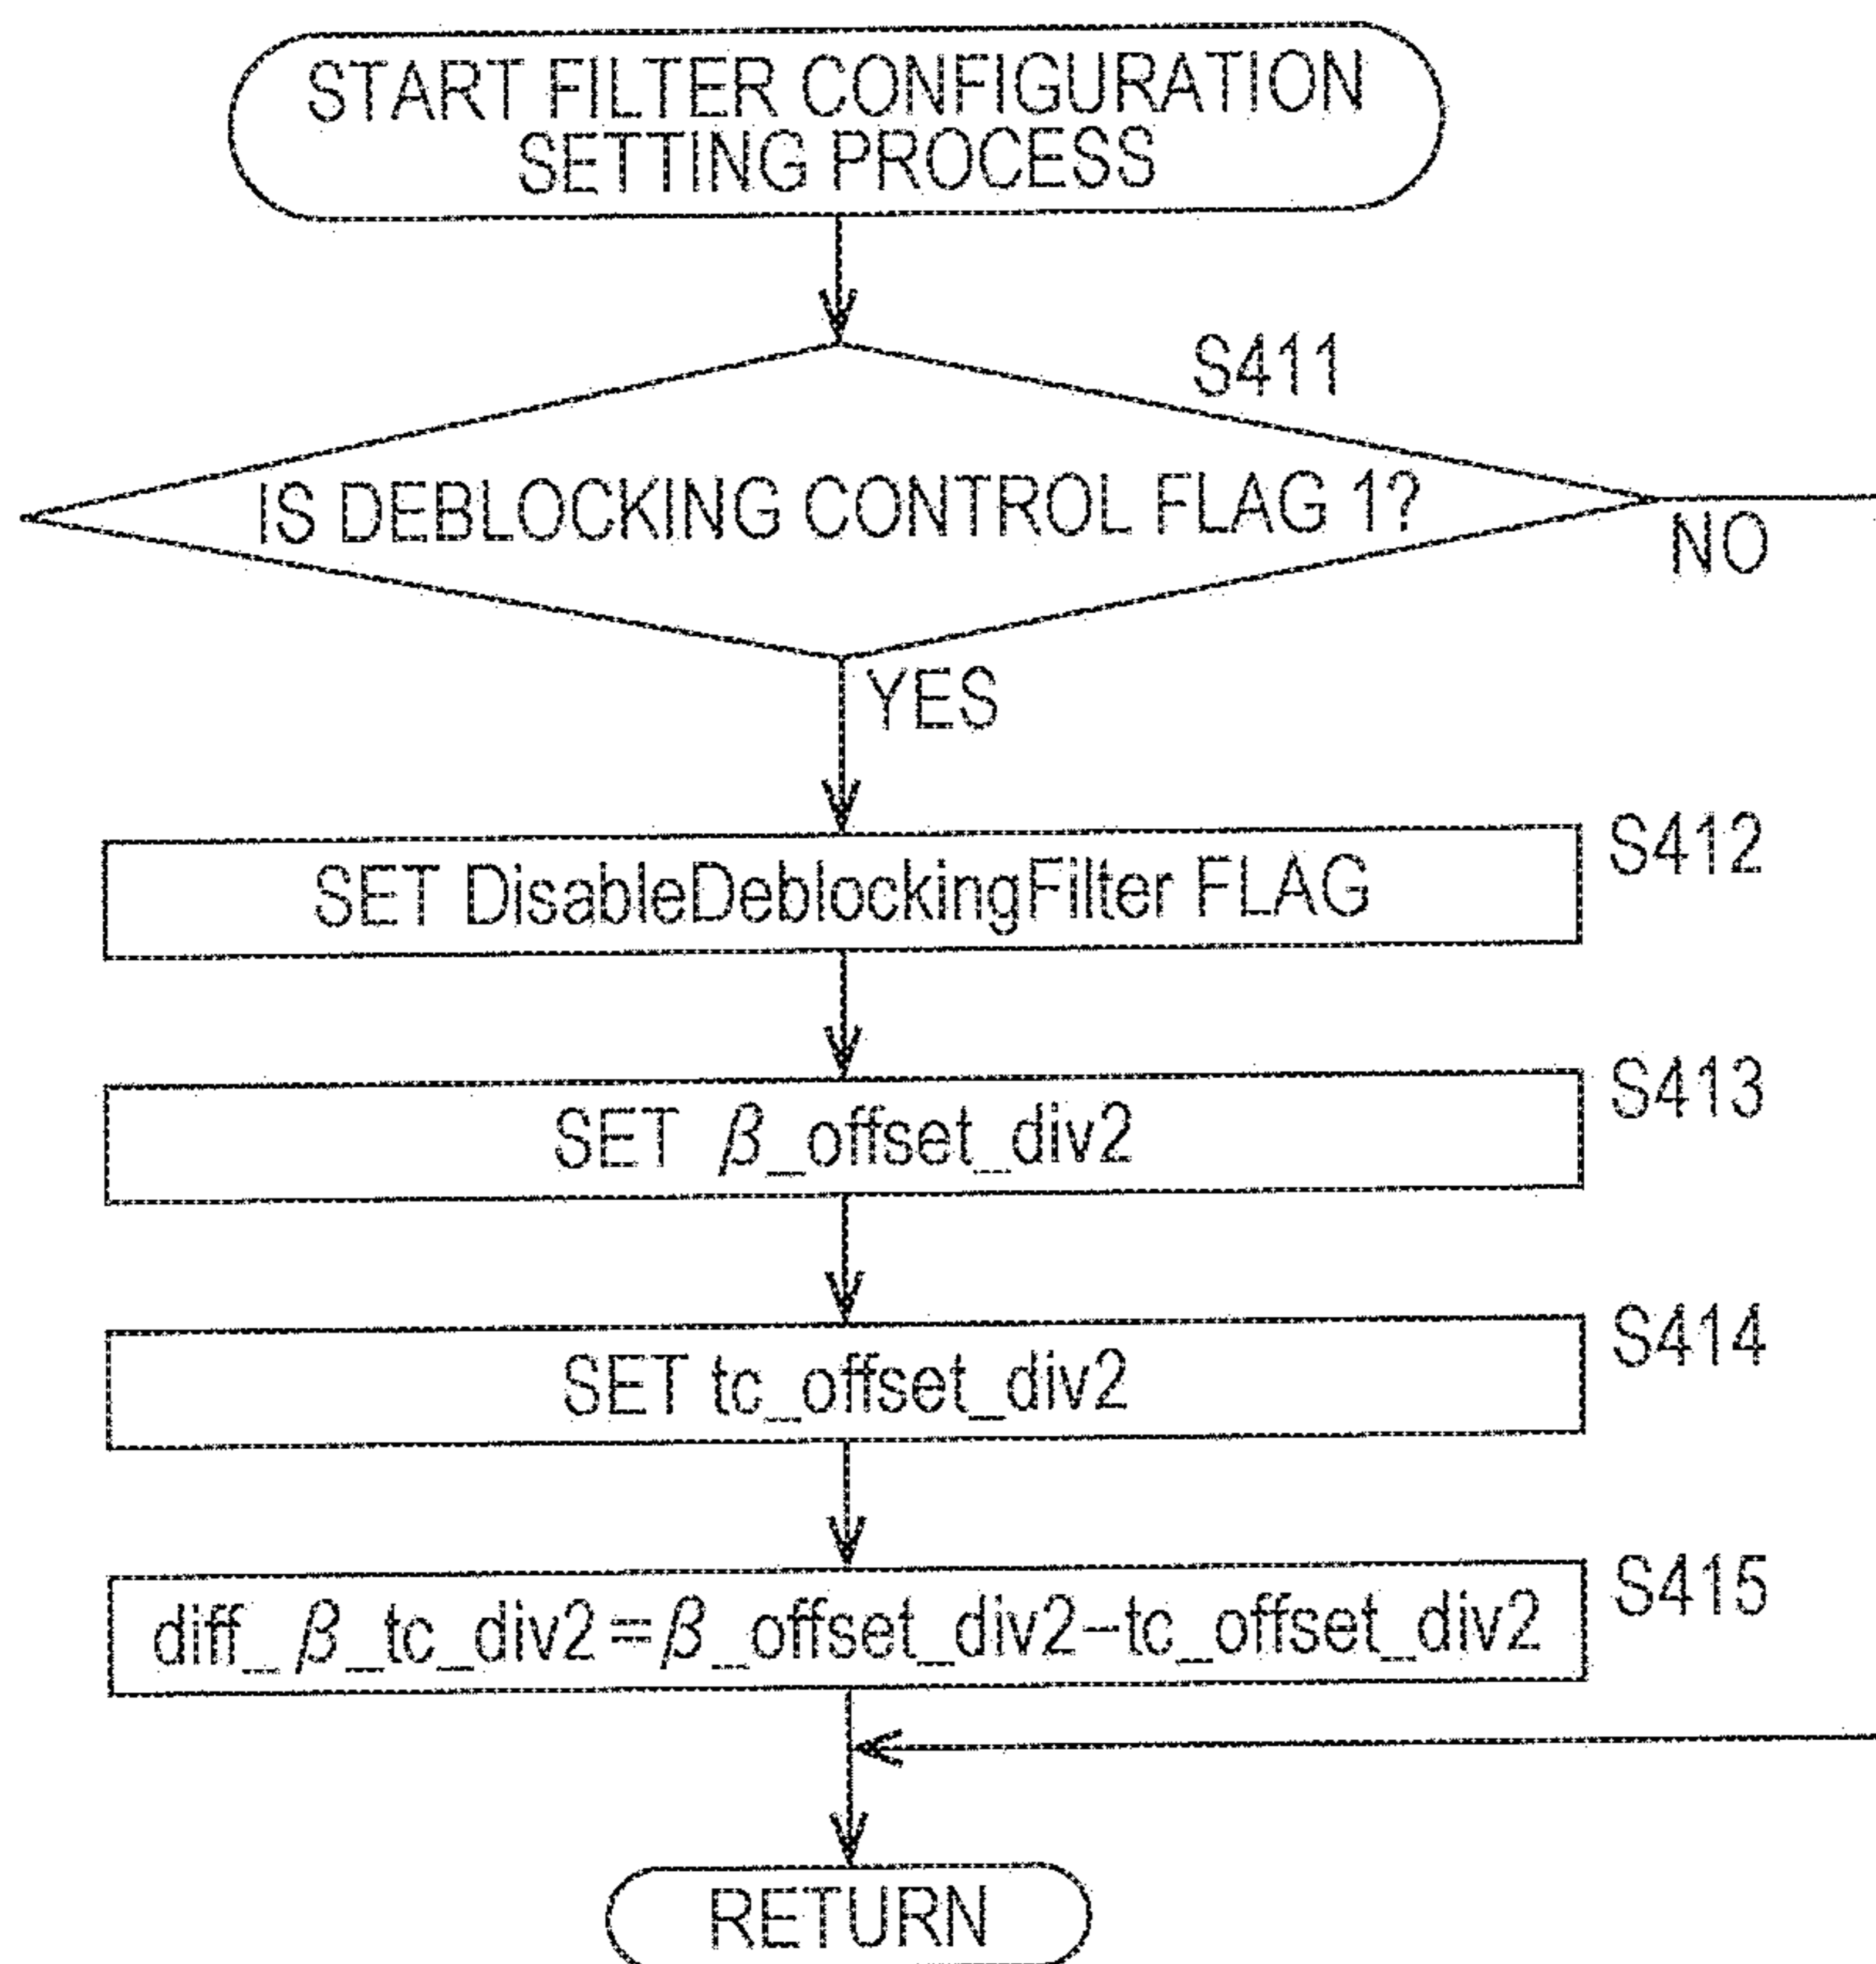 START FILTER CONFIGURATION
SETTING PROCESS
S411
IS DEBLOCKING CONTROL FLAG 1?
NO
YES
S412
SET DisableDeblockingFilter FLAG
S413
SET β_offset_div2
S414
SET tc_offset_div2
S415
diff_β_tc_div2=β_offset_div2-tc_offset_div2
RETURN